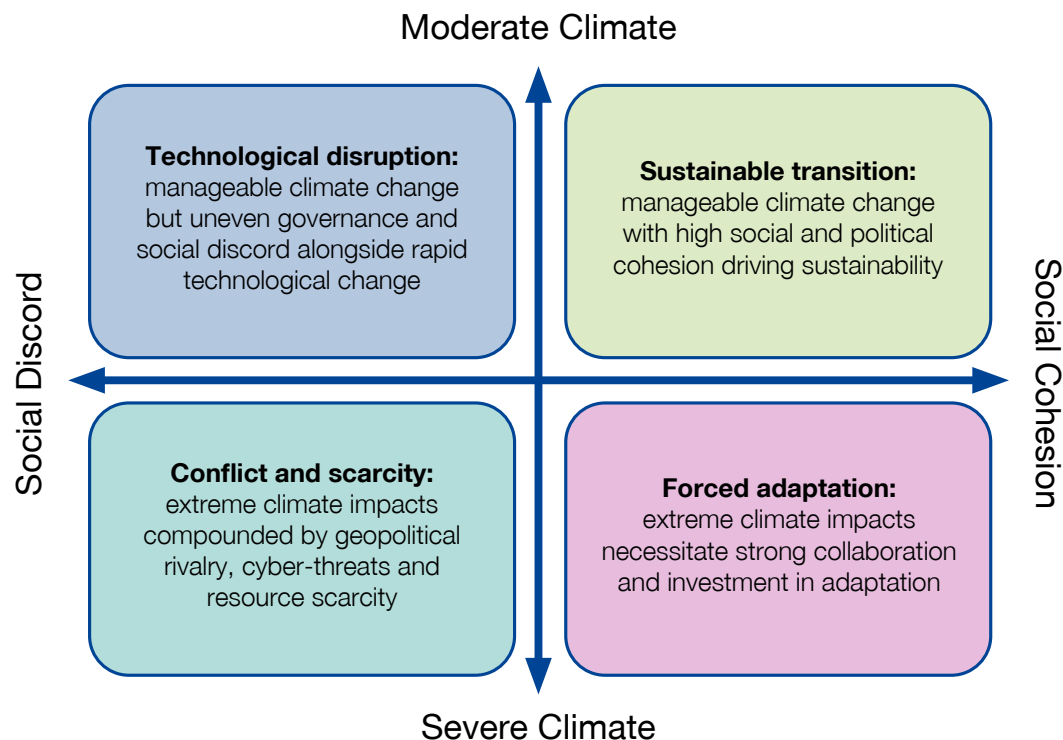 Moderate Climate
Technological disruption:
manageable climate change
but uneven governance and
social discord alongside rapid
technological change
Sustainable transition:
manageable climate change
with high social and political
cohesion driving sustainability
Social Discord
Social Cohesion
Conflict and scarcity:
extreme climate impacts
compounded by geopolitical
rivalry, cyber-threats and
resource scarcity
Forced adaptation:
extreme climate impacts
necessitate strong collaboration
and investment in adaptation
Severe Climate